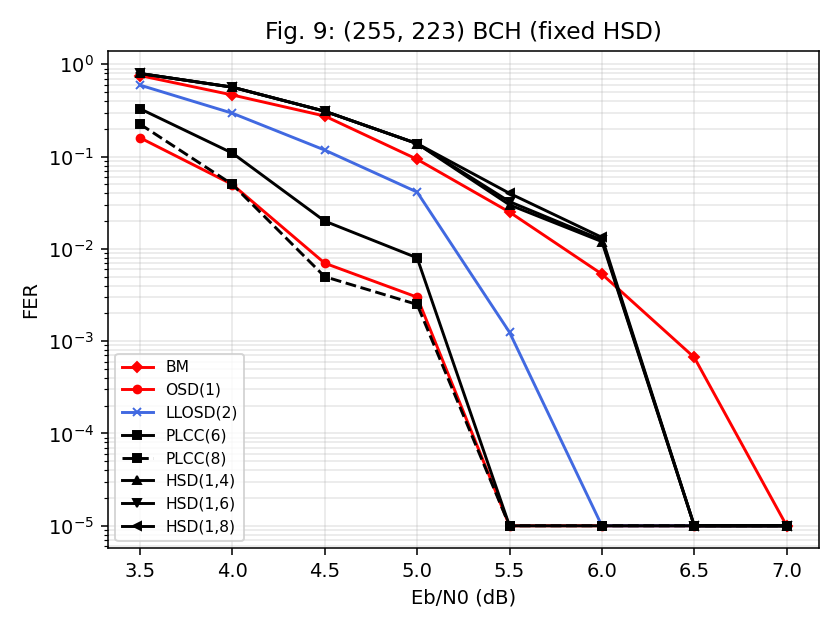 Fig. 9: (255, 223) BCH (fixed HSD)
10^0
10^-1
10^-2
10^-3
10^-4
10^-5
FER
BM
OSD(1)
LLOSD(2)
PLCC(6)
PLCC(8)
HSD(1,4)
HSD(1,6)
HSD(1,8)
3.5 4.0 4.5 5.0 5.5 6.0 6.5 7.0
Eb/N0 (dB)